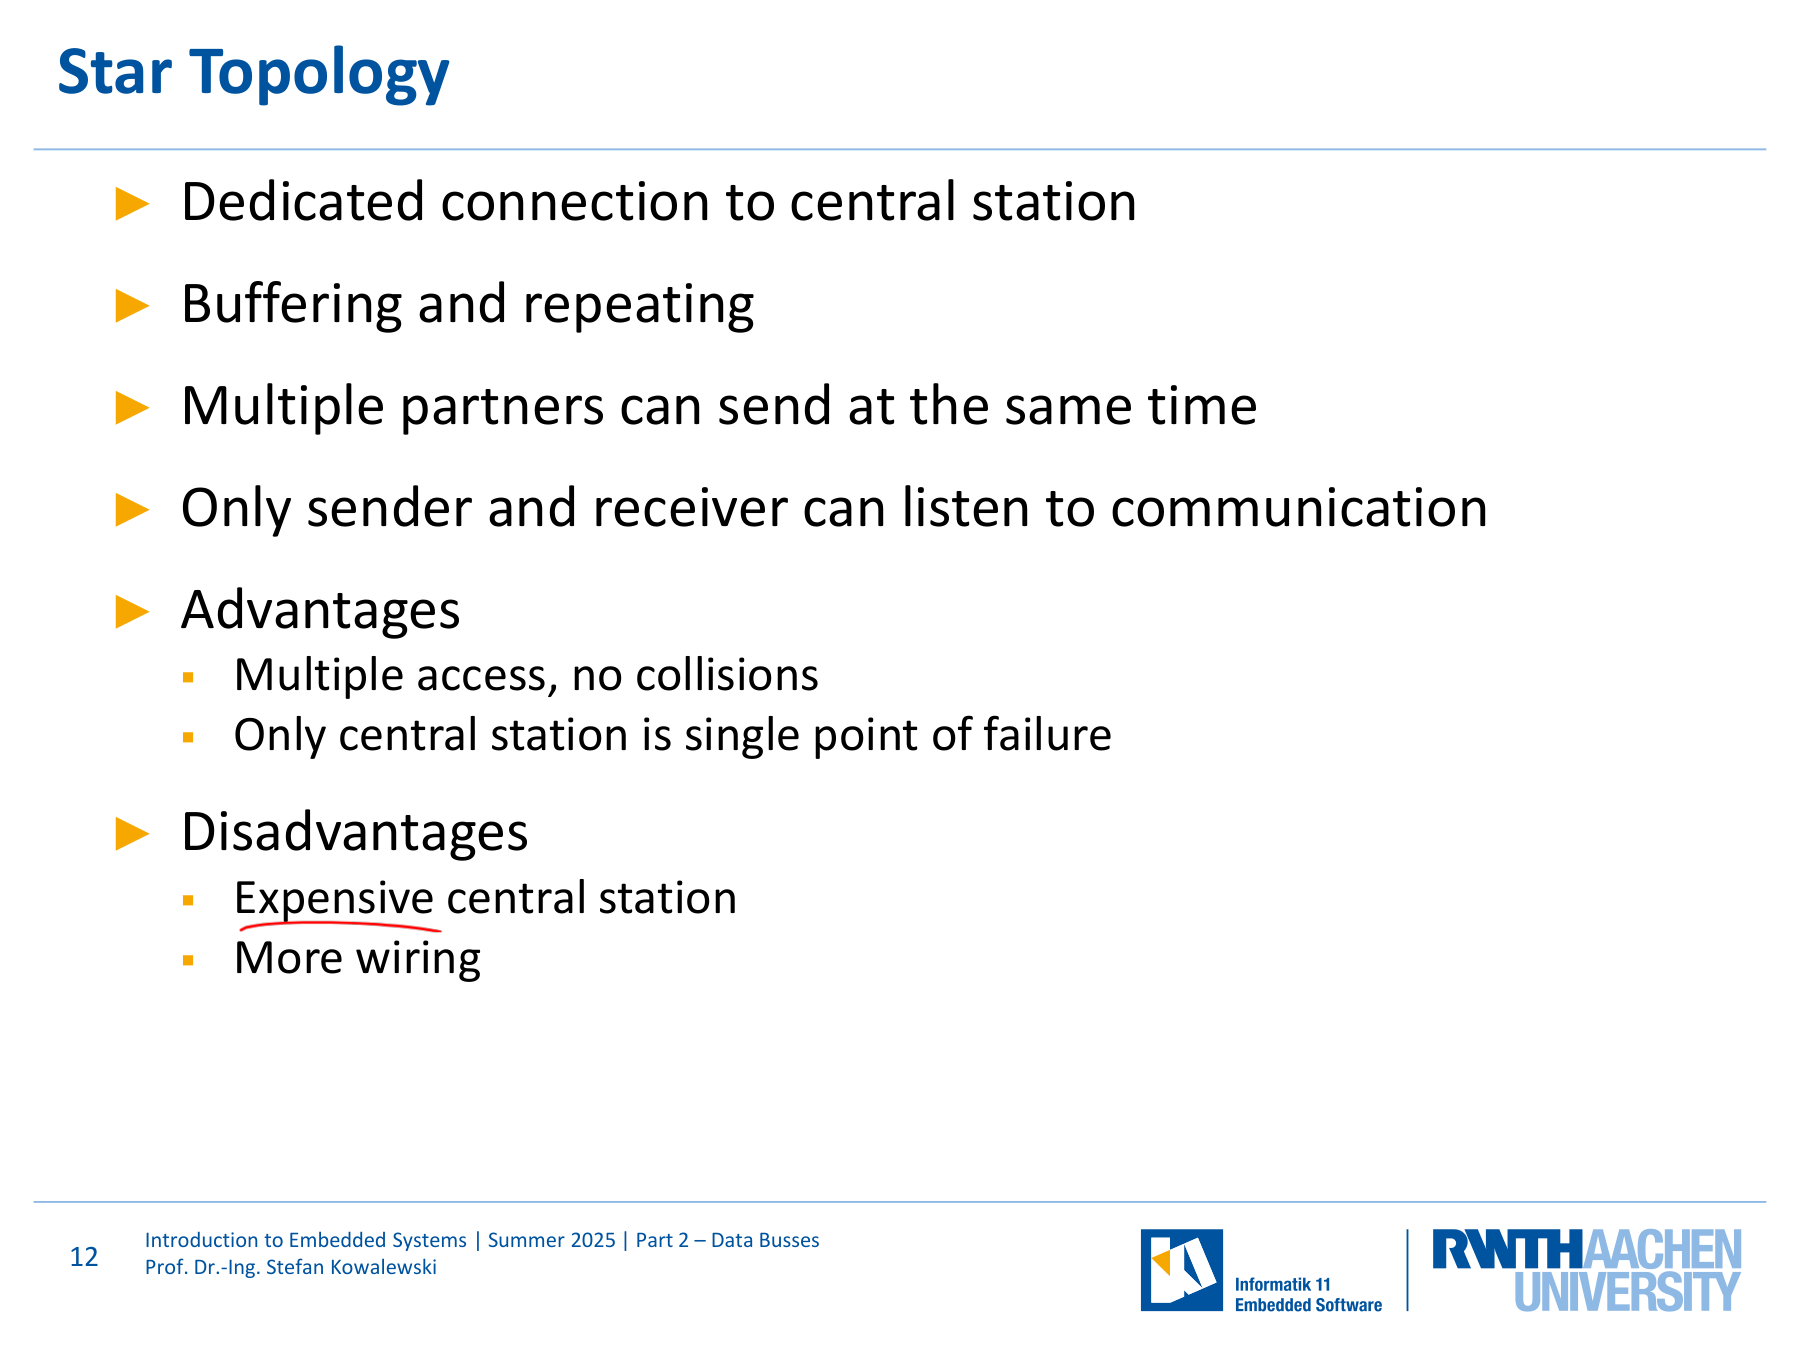 Star Topology
► Dedicated connection to central station
► Buffering and repeating
► Multiple partners can send at the same time
► Only sender and receiver can listen to communication
► Advantages
▪ Multiple access, no collisions
▪ Only central station is single point of failure
► Disadvantages
▪ Expensive central station
▪ More wiring
12
Introduction to Embedded Systems | Summer 2025 | Part 2 – Data Busses
Prof. Dr.-Ing. Stefan Kowalewski
Informatik 11
Embedded Software
RWTHAACHEN
UNIVERSITY